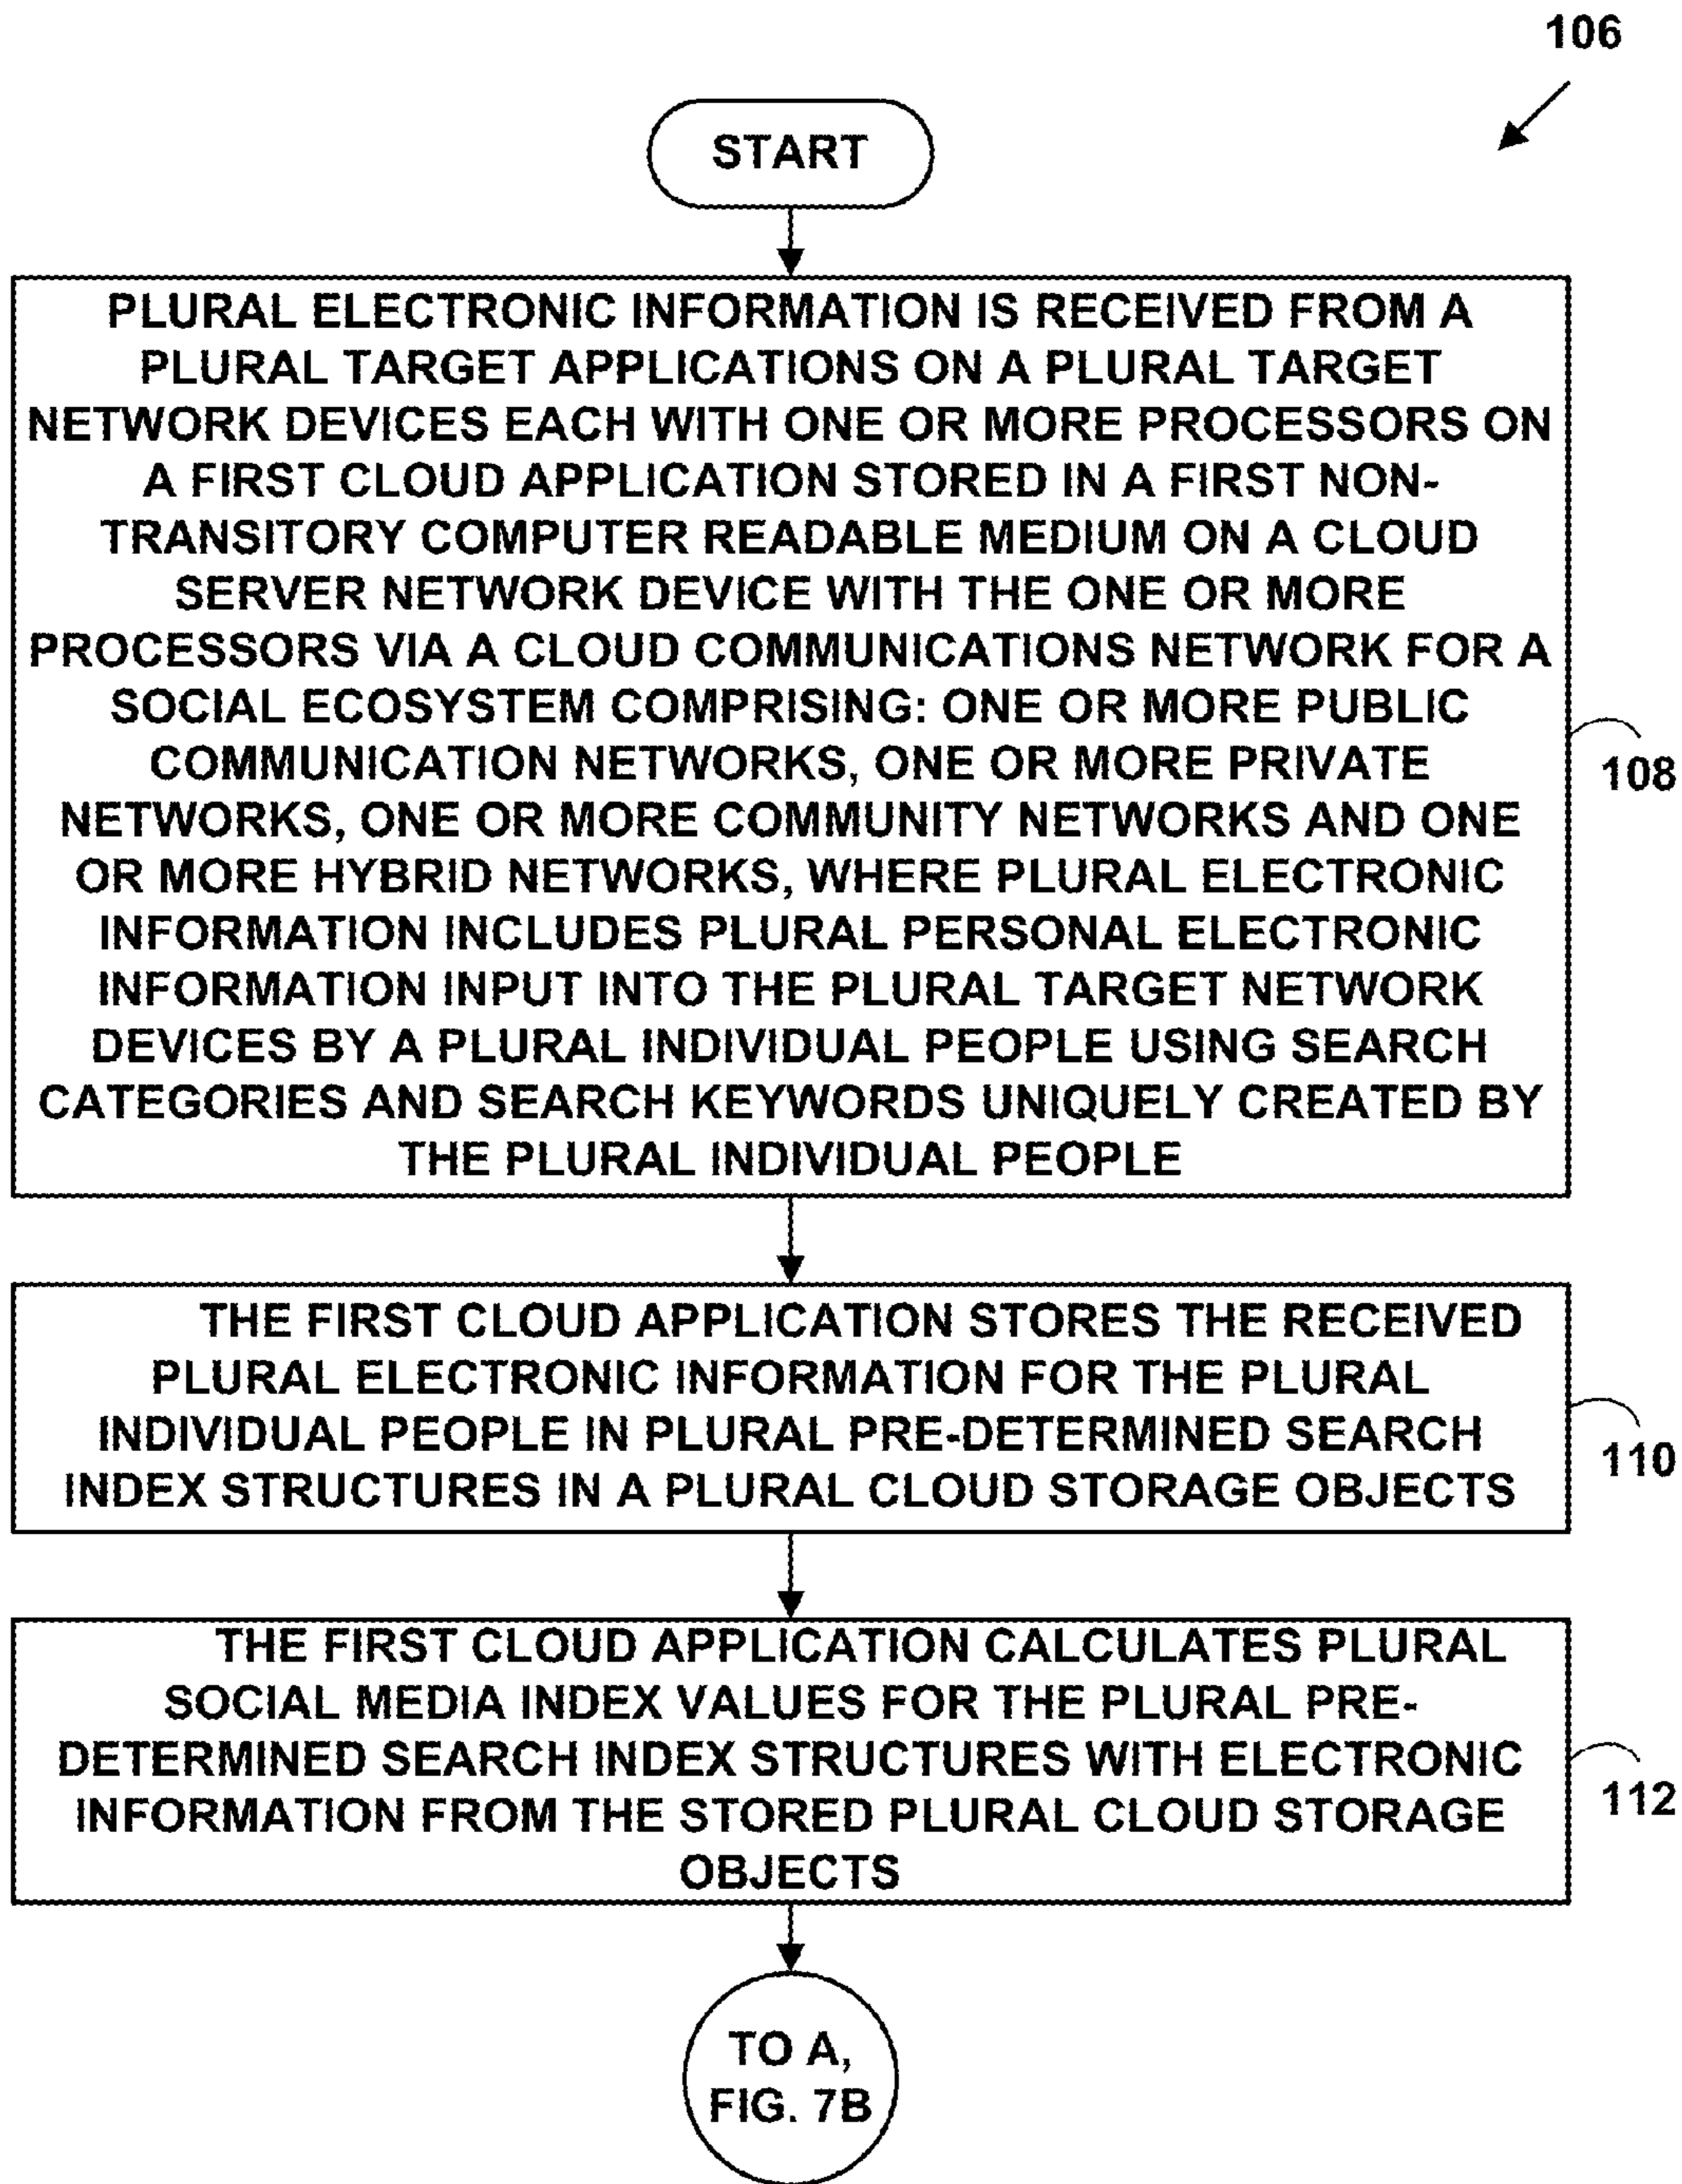 106
START
PLURAL ELECTRONIC INFORMATION IS RECEIVED FROM A
PLURAL TARGET APPLICATIONS ON A PLURAL TARGET
NETWORK DEVICES EACH WITH ONE OR MORE PROCESSORS ON
A FIRST CLOUD APPLICATION STORED IN A FIRST NON-
TRANSITORY COMPUTER READABLE MEDIUM ON A CLOUD
SERVER NETWORK DEVICE WITH THE ONE OR MORE
PROCESSORS VIA A CLOUD COMMUNICATIONS NETWORK FOR A
SOCIAL ECOSYSTEM COMPRISING: ONE OR MORE PUBLIC
COMMUNICATION NETWORKS, ONE OR MORE PRIVATE
NETWORKS, ONE OR MORE COMMUNITY NETWORKS AND ONE
OR MORE HYBRID NETWORKS, WHERE PLURAL ELECTRONIC
INFORMATION INCLUDES PLURAL PERSONAL ELECTRONIC
INFORMATION INPUT INTO THE PLURAL TARGET NETWORK
DEVICES BY A PLURAL INDIVIDUAL PEOPLE USING SEARCH
CATEGORIES AND SEARCH KEYWORDS UNIQUELY CREATED BY
THE PLURAL INDIVIDUAL PEOPLE
108
THE FIRST CLOUD APPLICATION STORES THE RECEIVED
PLURAL ELECTRONIC INFORMATION FOR THE PLURAL
INDIVIDUAL PEOPLE IN PLURAL PRE-DETERMINED SEARCH
INDEX STRUCTURES IN A PLURAL CLOUD STORAGE OBJECTS
110
THE FIRST CLOUD APPLICATION CALCULATES PLURAL
SOCIAL MEDIA INDEX VALUES FOR THE PLURAL PRE-
DETERMINED SEARCH INDEX STRUCTURES WITH ELECTRONIC
INFORMATION FROM THE STORED PLURAL CLOUD STORAGE
OBJECTS
112
TO A,
FIG. 7B